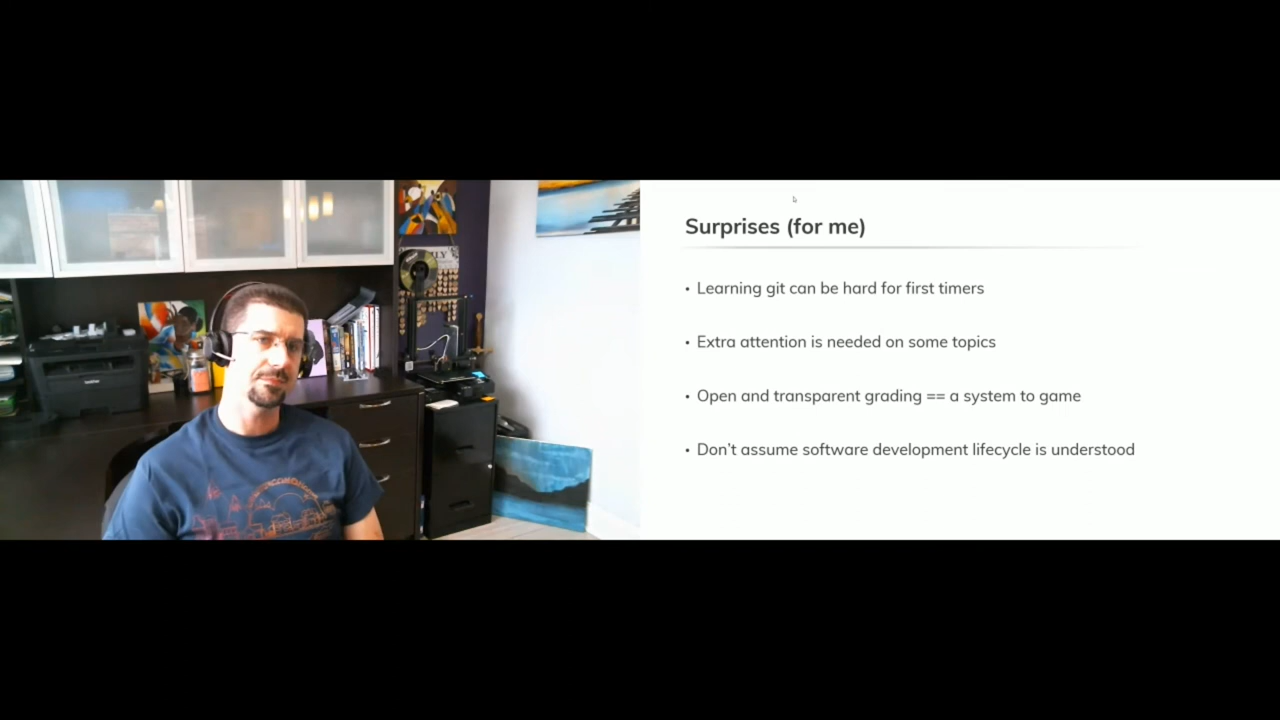 Surprises (for me)
• Learning git can be hard for first timers
• Extra attention is needed on some topics
• Open and transparent grading == a system to game
• Don’t assume software development lifecycle is understood